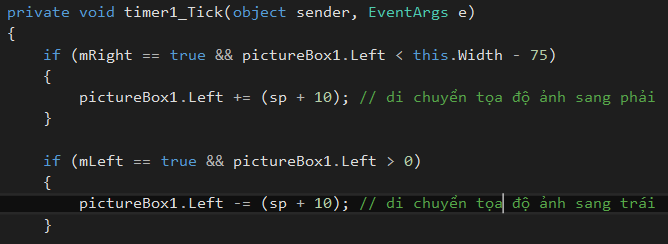 private void timer1_Tick(object sender, EventArgs e)
{
if (mRight == true && pictureBox1.Left < this.Width - 75)
{
pictureBox1.Left += (sp + 10); // di chuyển tọa độ ảnh sang phải
}
if (mLeft == true && pictureBox1.Left > 0)
{
pictureBox1.Left -= (sp + 10); // di chuyển tọa độ ảnh sang trái
}